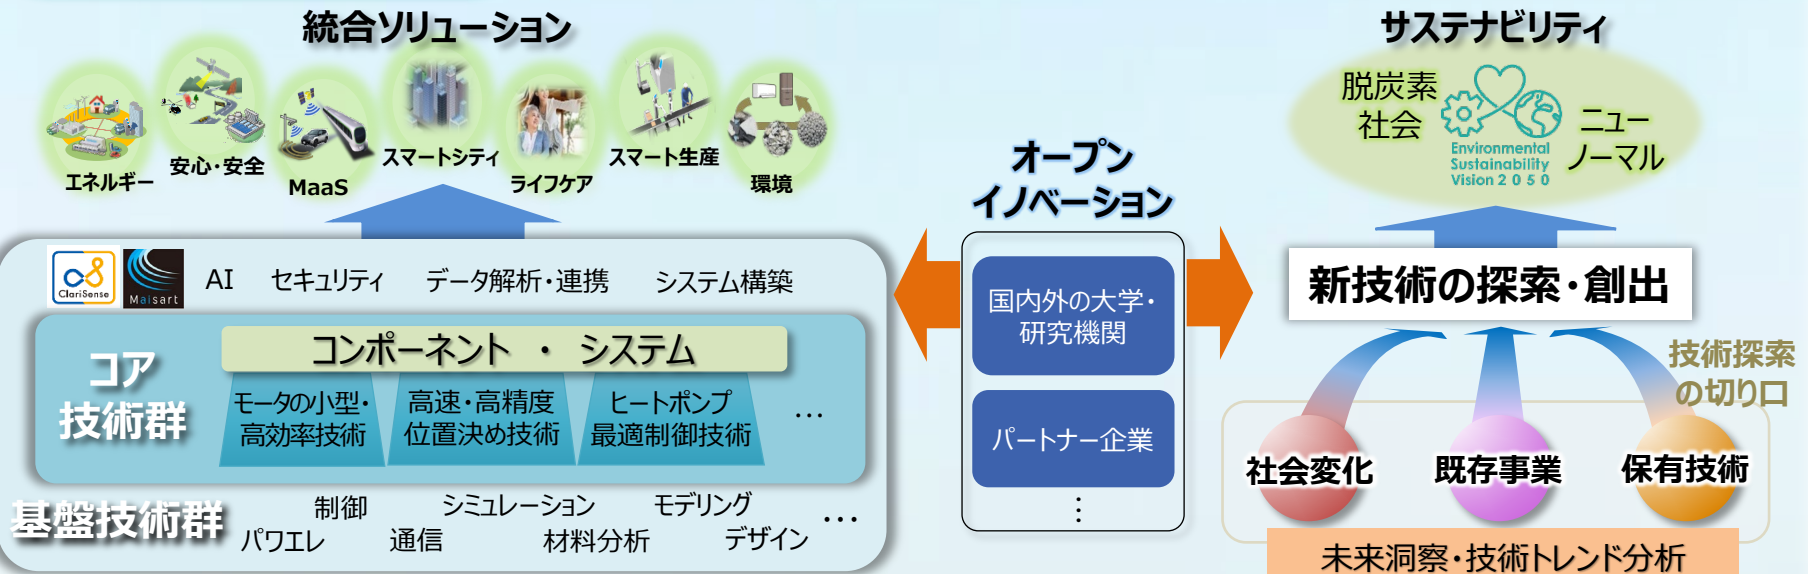 統合ソリューション
エネルギー
安心・安全
MaaS
スマートシティ
ライフケア
スマート生産
環境
ClariSense
Maisart
AI
セキュリティ
データ解析・連携
システム構築
コア
技術群
コンポーネント ・ システム
モータの小型・
高効率技術
高速・高精度
位置決め技術
ヒートポンプ
最適制御技術
…
基盤技術群
制御
シミュレーション
モデリング
パワエレ
通信
材料分析
デザイン
…
オープン
イノベーション
国内外の大学・
研究機関
パートナー企業
⋮
サステナビリティ
脱炭素
社会
Environmental
Sustainability
Vision 2 0 5 0
ニュー
ノーマル
新技術の探索・創出
技術探索
の切り口
社会変化
既存事業
保有技術
未来洞察・技術トレンド分析